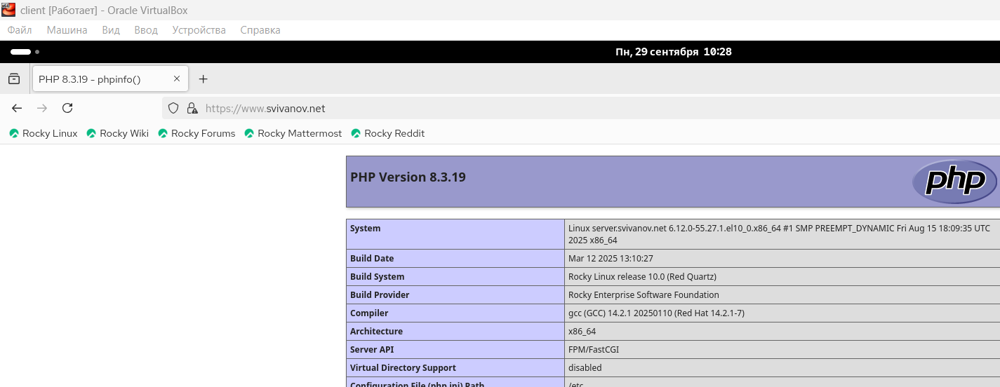 client [Работает] - Oracle VirtualBox
Файл Машина Вид Ввод Устройства Справка
Пн, 29 сентября 10:28
PHP 8.3.19 - phpinfo()
https://www.svivanov.net
Rocky Linux Rocky Wiki Rocky Forums Rocky Mattermost Rocky Reddit
PHP Version 8.3.19
php
System Linux server.svivanov.net 6.12.0-55.27.1.el10_0.x86_64 #1 SMP PREEMPT_DYNAMIC Fri Aug 15 18:09:35 UTC
2025 x86_64
Build Date Mar 12 2025 13:10:27
Build System Rocky Linux release 10.0 (Red Quartz)
Build Provider Rocky Enterprise Software Foundation
Compiler gcc (GCC) 14.2.1 20250110 (Red Hat 14.2.1-7)
Architecture x86_64
Server API FPM/FastCGI
Virtual Directory Support disabled
Configuration File (php.ini) Path /etc